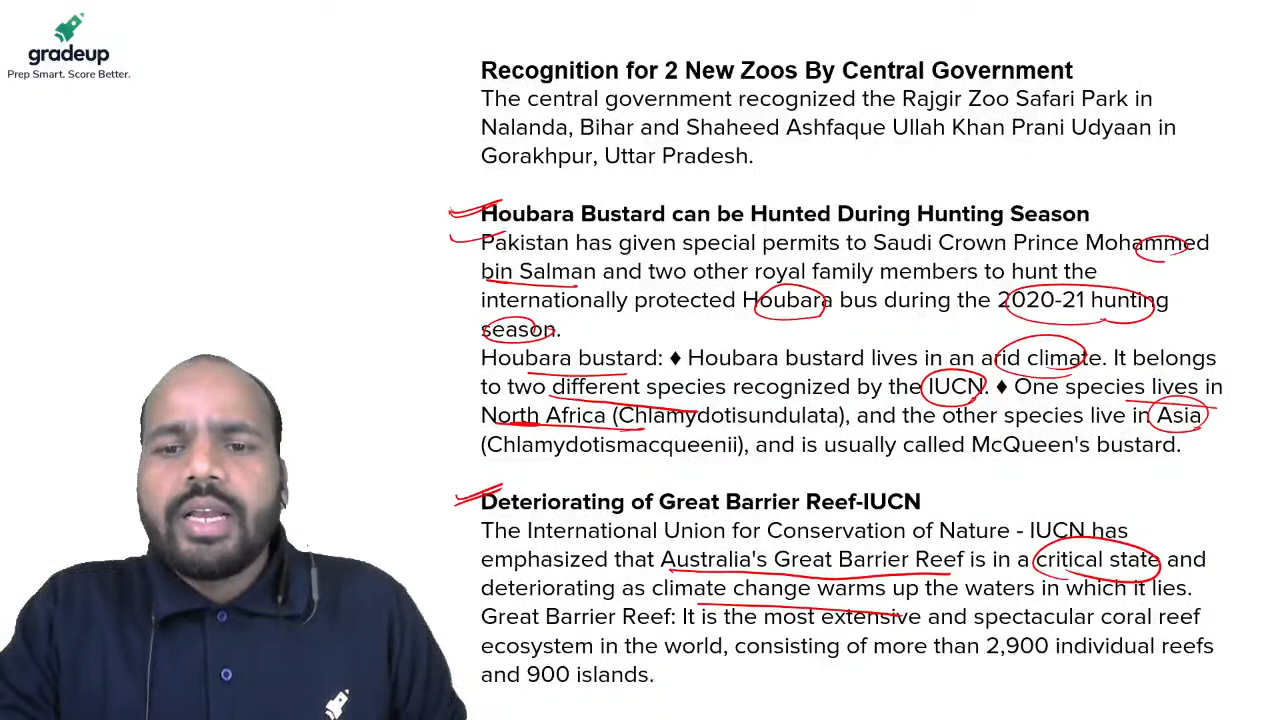 gradeup
Prep Smart. Score Better.
Recognition for 2 New Zoos By Central Government
The central government recognized the Rajgir Zoo Safari Park in
Nalanda, Bihar and Shaheed Ashfaque Ullah Khan Prani Udyaan in
Gorakhpur, Uttar Pradesh.
Houbara Bustard can be Hunted During Hunting Season
Pakistan has given special permits to Saudi Crown Prince Mohammed
bin Salman and two other royal family members to hunt the
internationally protected Houbara bus during the 2020-21 hunting
season.
Houbara bustard: ♦ Houbara bustard lives in an arid climate. It belongs
to two different species recognized by the IUCN. ♦ One species lives in
North Africa (Chlamydotisundulata), and the other species live in Asia
(Chlamydotismacqueenii), and is usually called McQueen's bustard.
Deteriorating of Great Barrier Reef-IUCN
The International Union for Conservation of Nature - IUCN has
emphasized that Australia's Great Barrier Reef is in a critical state and
deteriorating as climate change warms up the waters in which it lies.
Great Barrier Reef: It is the most extensive and spectacular coral reef
ecosystem in the world, consisting of more than 2,900 individual reefs
and 900 islands.